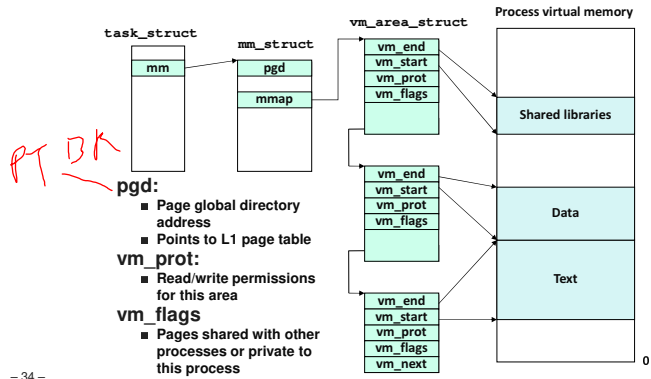 Process virtual memory
task_struct
mm_struct
vm_area_struct
mm
pgd
mmap
vm_end
vm_start
vm_prot
vm_flags
Shared libraries
PTBR
pgd:
■ Page global directory
address
■ Points to L1 page table
vm_prot:
■ Read/write permissions
for this area
vm_flags
■ Pages shared with other
processes or private to
this process
vm_end
vm_start
vm_prot
vm_flags
Data
Text
vm_end
vm_start
vm_prot
vm_flags
vm_next
0
– 34 –